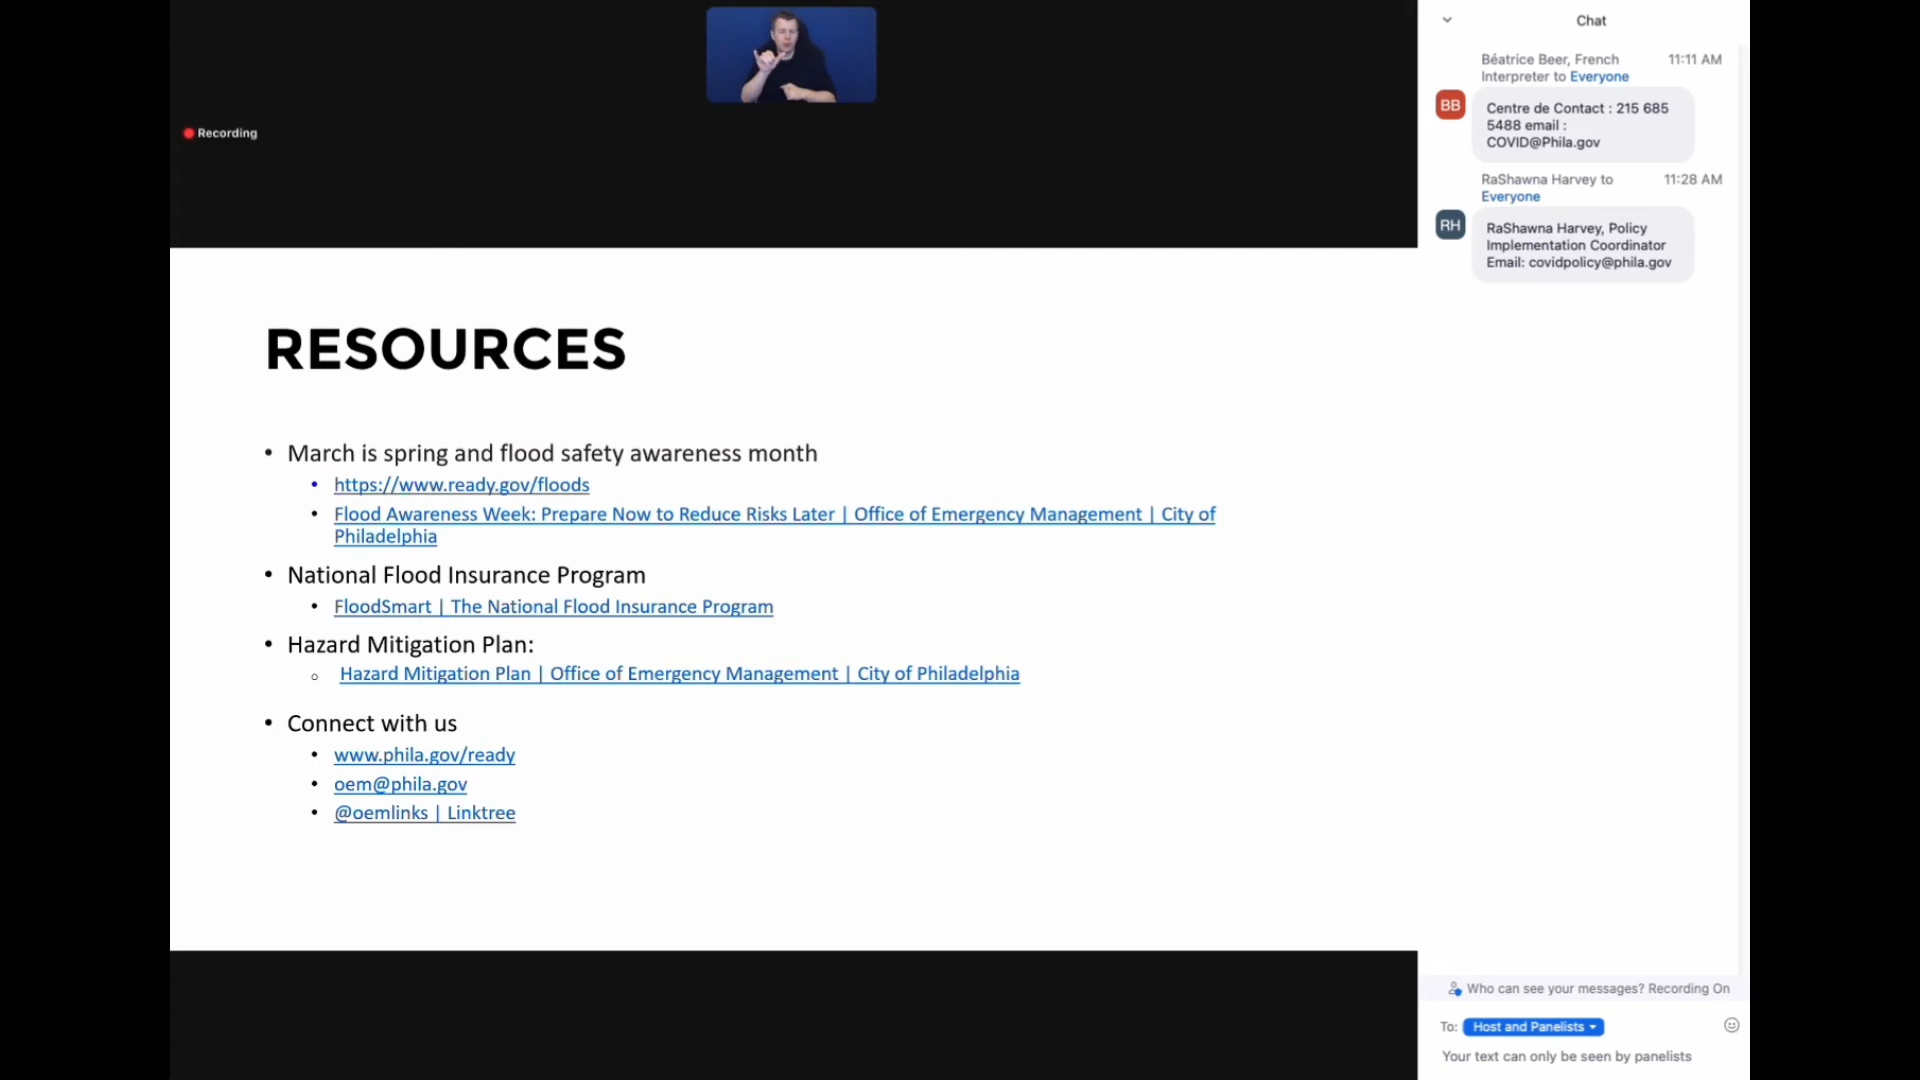 Recording
RESOURCES
• March is spring and flood safety awareness month
• https://www.ready.gov/floods
• Flood Awareness Week: Prepare Now to Reduce Risks Later | Office of Emergency Management | City of
Philadelphia
• National Flood Insurance Program
• FloodSmart | The National Flood Insurance Program
• Hazard Mitigation Plan:
○ Hazard Mitigation Plan | Office of Emergency Management | City of Philadelphia
• Connect with us
• www.phila.gov/ready
• oem@phila.gov
• @oemlinks | Linktree
Chat
Béatrice Beer, French 11:11 AM
Interpreter to Everyone
BB
Centre de Contact : 215 685
5488 email :
COVID@Phila.gov
RaShawna Harvey to 11:28 AM
Everyone
RH
RaShawna Harvey, Policy
Implementation Coordinator
Email: covidpolicy@phila.gov
Who can see your messages? Recording On
To: Host and Panelists
Your text can only be seen by panelists